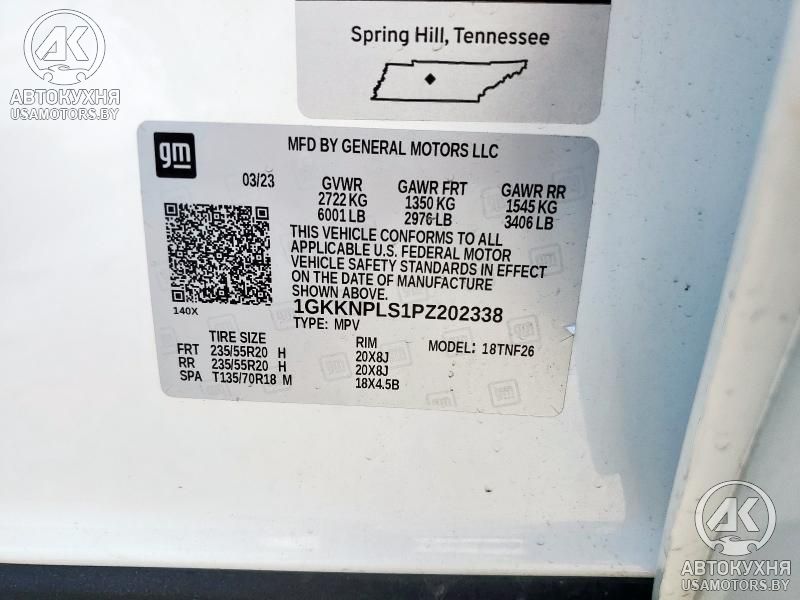 Spring Hill, Tennessee
АК
АВТОКУХНЯ
USAMOTORS.BY
gm
MFD BY GENERAL MOTORS LLC
03/23 GVWR GAWR FRT GAWR RR
2722 KG 1350 KG 1545 KG
6001 LB 2976 LB 3406 LB
THIS VEHICLE CONFORMS TO ALL
APPLICABLE U.S. FEDERAL MOTOR
VEHICLE SAFETY STANDARDS IN EFFECT
ON THE DATE OF MANUFACTURE
SHOWN ABOVE.
1GKKNPLS1PZ202338
140X
TYPE: MPV
TIRE SIZE RIM MODEL: 18TNF26
FRT 235/55R20 H 20X8J
RR 235/55R20 H 20X8J
SPA T135/70R18 M 18X4.5B
АК
АВТОКУХНЯ
USAMOTORS.BY